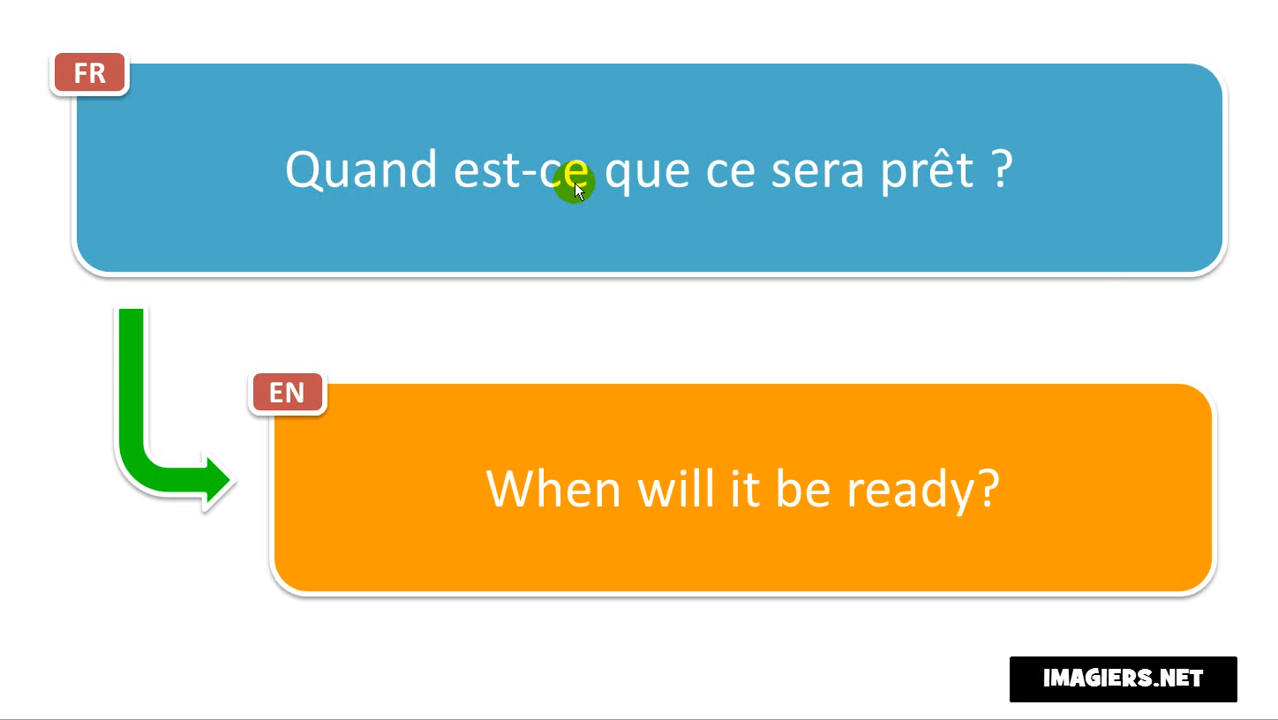 FR
Quand est-ce que ce sera prêt ?
EN
When will it be ready?
IMAGIERS.NET